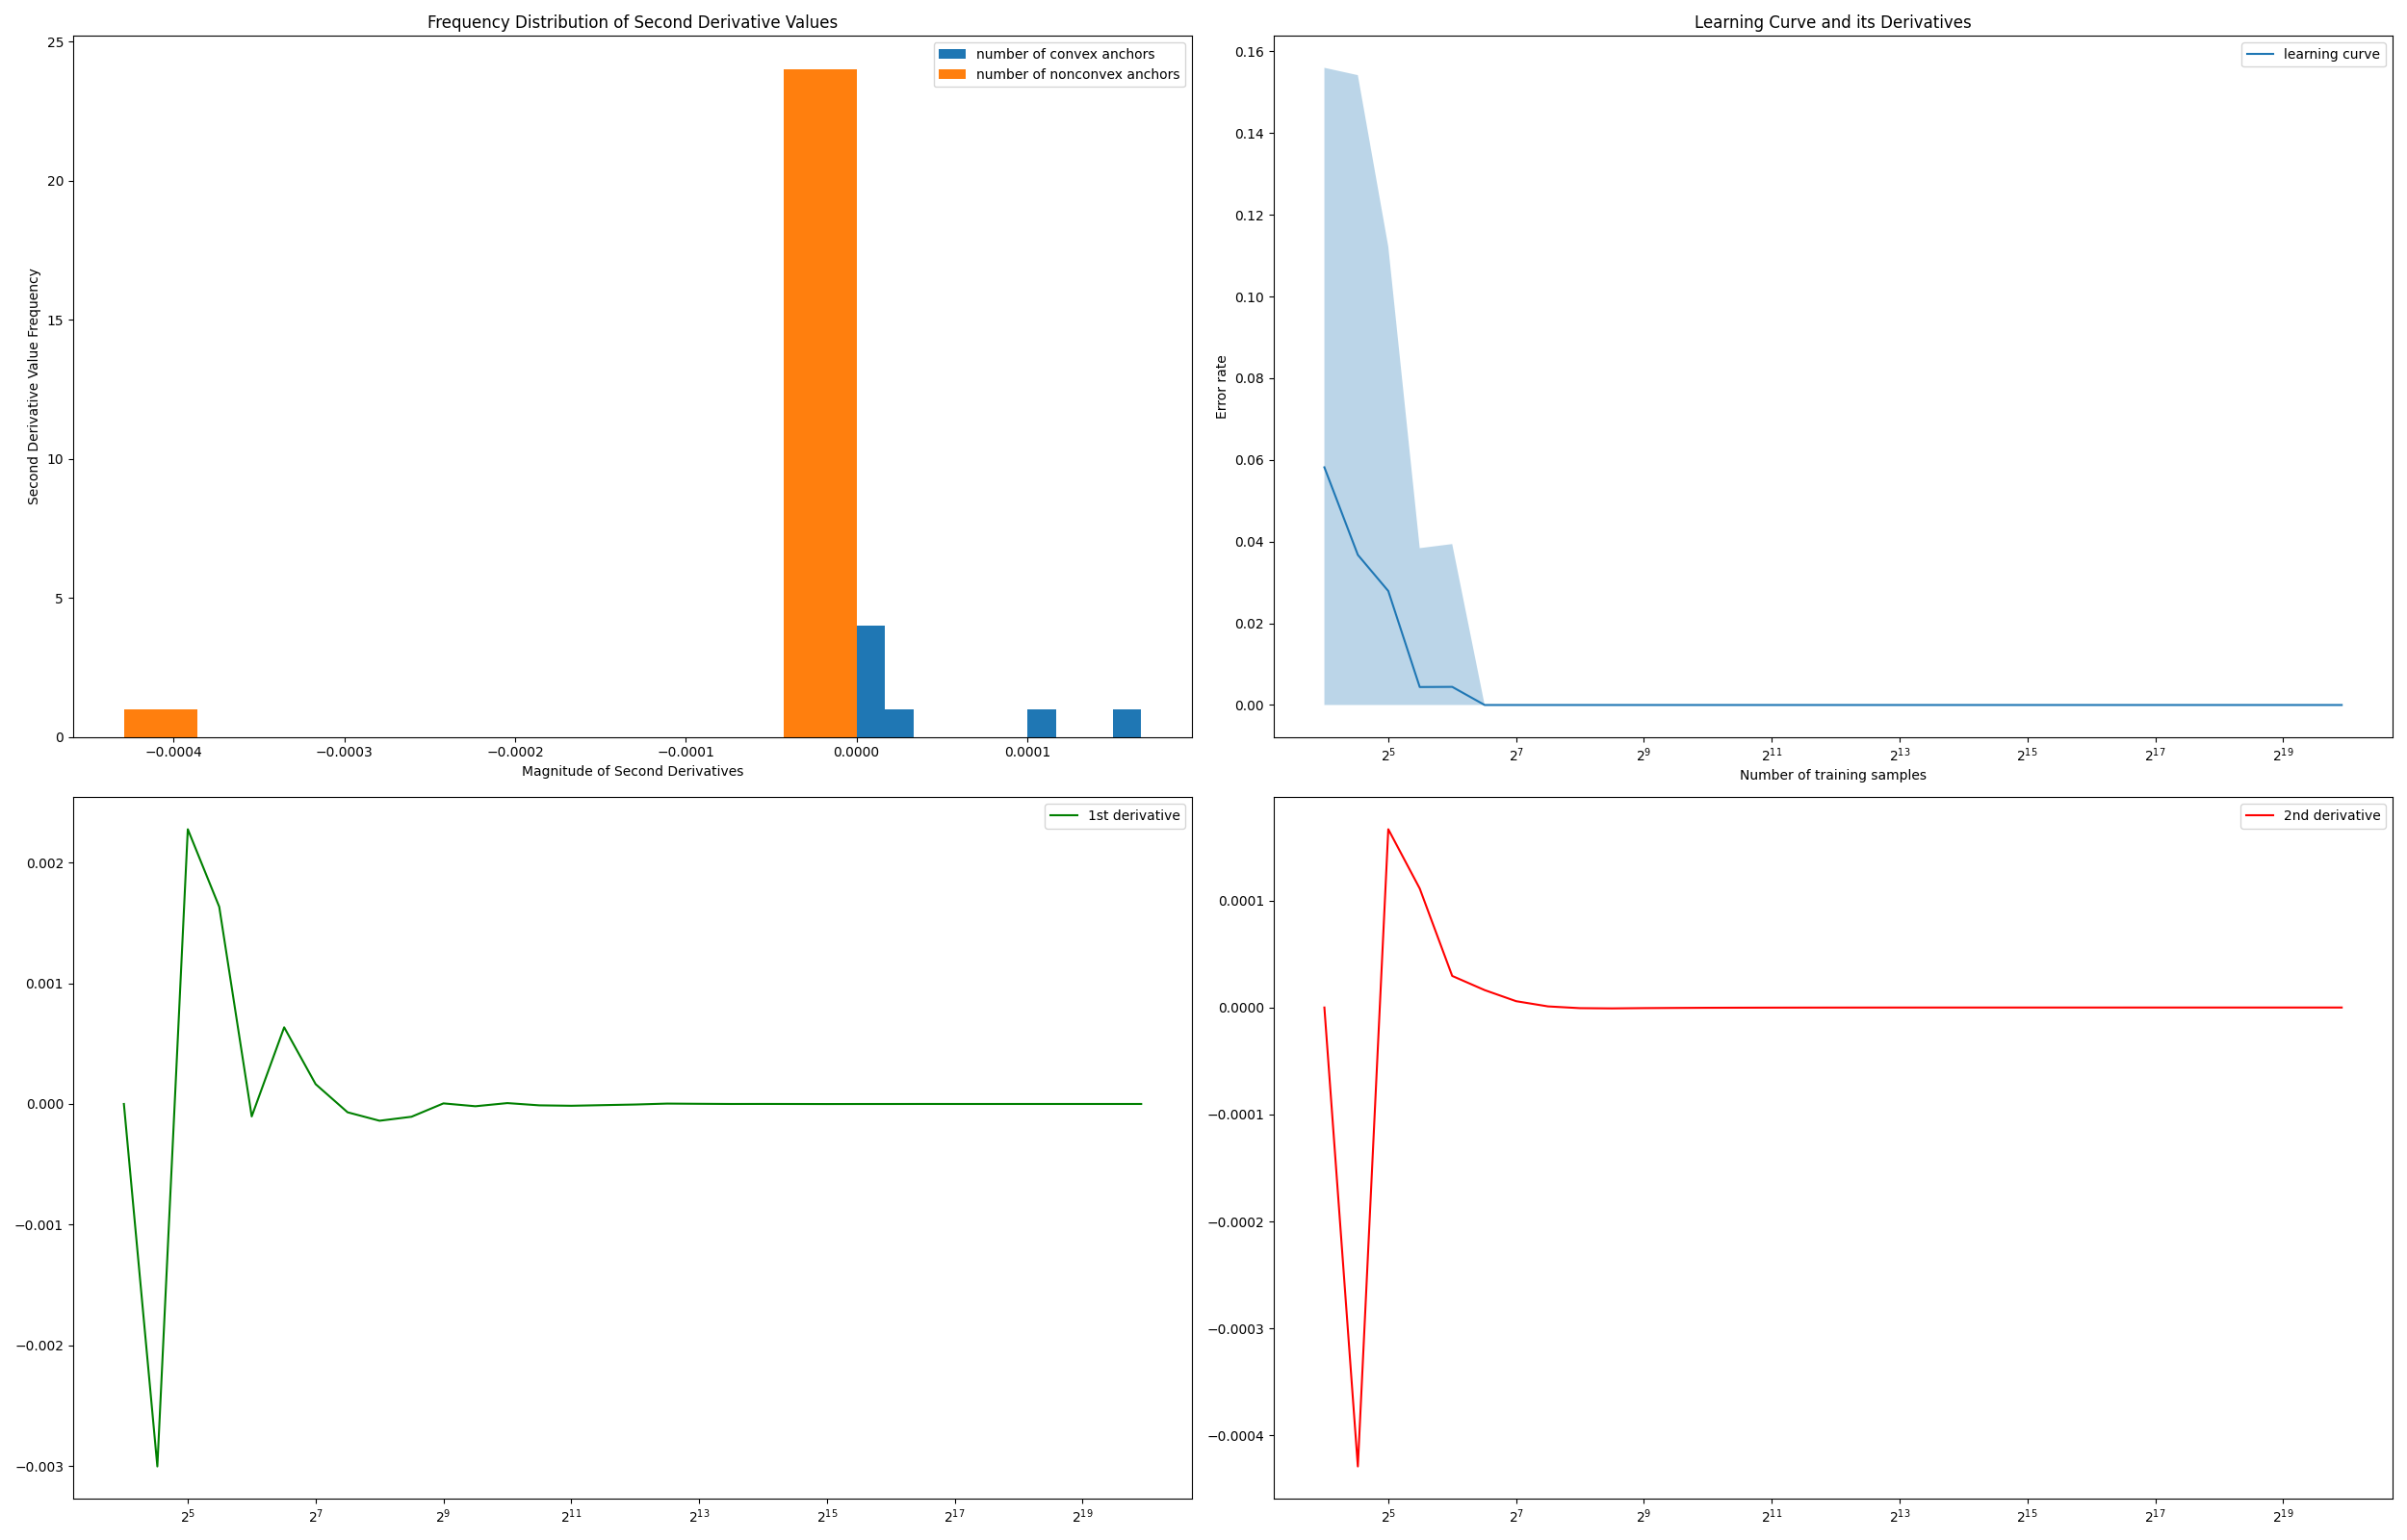 Frequency Distribution of Second Derivative Values
number of convex anchors
number of nonconvex anchors
25
20
15
10
5
0
Second Derivative Value Frequency
−0.0004 −0.0003 −0.0002 −0.0001 0.0000 0.0001
Magnitude of Second Derivatives
Learning Curve and its Derivatives
learning curve
0.16
0.14
0.12
0.10
0.08
0.06
0.04
0.02
0.00
Error rate
2^5 2^7 2^9 2^11 2^13 2^15 2^17 2^19
Number of training samples
1st derivative
0.002
0.001
0.000
−0.001
−0.002
−0.003
2^5 2^7 2^9 2^11 2^13 2^15 2^17 2^19
2nd derivative
0.0001
0.0000
−0.0001
−0.0002
−0.0003
−0.0004
2^5 2^7 2^9 2^11 2^13 2^15 2^17 2^19